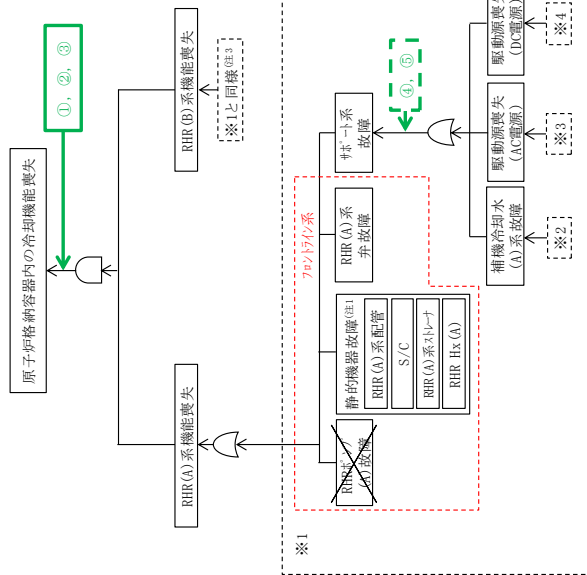 原子炉格納容器内の冷却機能喪失
①, ②, ③
RHR(A)系機能喪失
RHR(B)系機能喪失
※1と同様(注3
※1
フロントライン系
RHRポンプ
(A)故障
静的機器故障(注1
RHR(A)系配管
S/C
RHR(A)系ストレーナ
RHR Hx(A)
RHR(A)系
弁故障
サポート系
故障
④, ⑤
補機冷却水
(A)系故障
※2
駆動源喪失
(AC電源)
※3
駆動源喪失
(DC電源)
※4